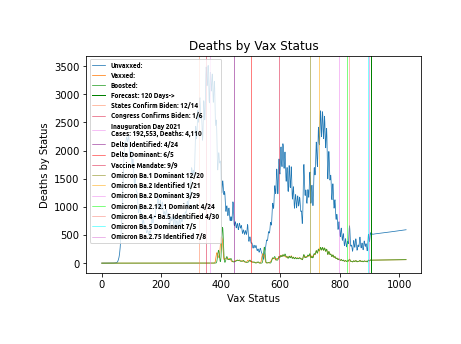 Deaths by Vax Status
Deaths by Status
3500
3000
2500
2000
1500
1000
500
0
Unvaxxed:
Vaxxed:
Boosted:
Forecast: 120 Days->
States Confirm Biden: 12/14
Congress Confirms Biden: 1/6
Inauguration Day 2021
Cases: 192,553, Deaths: 4,110
Delta Identified: 4/24
Delta Dominant: 6/5
Vaccine Mandate: 9/9
Omicron Ba.1 Dominant 12/20
Omicron Ba.2 Identified 1/21
Omicron Ba.2 Dominant 3/29
Omicron Ba.2.12.1 Dominant 4/24
Omicron Ba.4 - Ba.5 Identified 4/30
Omicron Ba.5 Dominant 7/5
Omicron Ba.2.75 Identified 7/8
0 200 400 600 800 1000
Vax Status